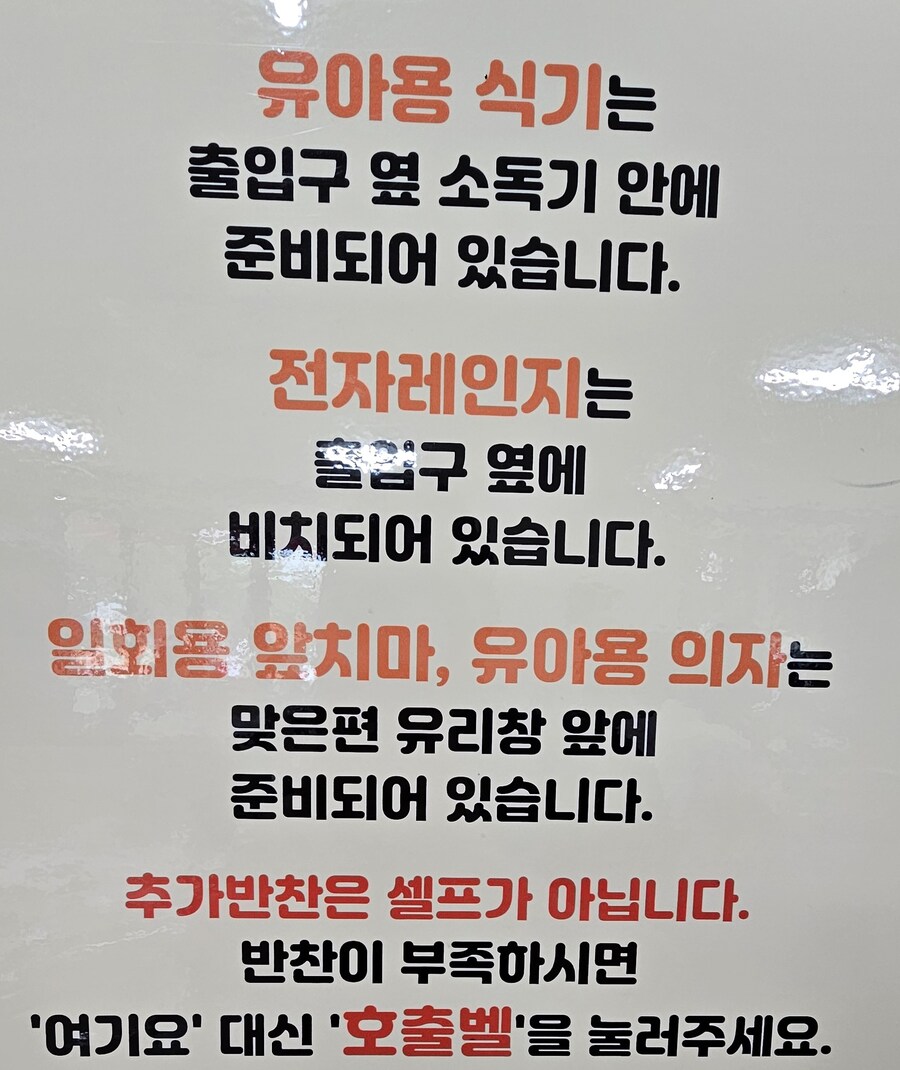 유아용 식기는
출입구 옆 소독기 안에
준비되어 있습니다.
전자레인지는
출입구 옆에
비치되어 있습니다.
일회용 앞치마, 유아용 의자는
맞은편 유리창 앞에
준비되어 있습니다.
추가반찬은 셀프가 아닙니다.
반찬이 부족하시면
'여기요' 대신 '호출벨'을 눌러주세요.